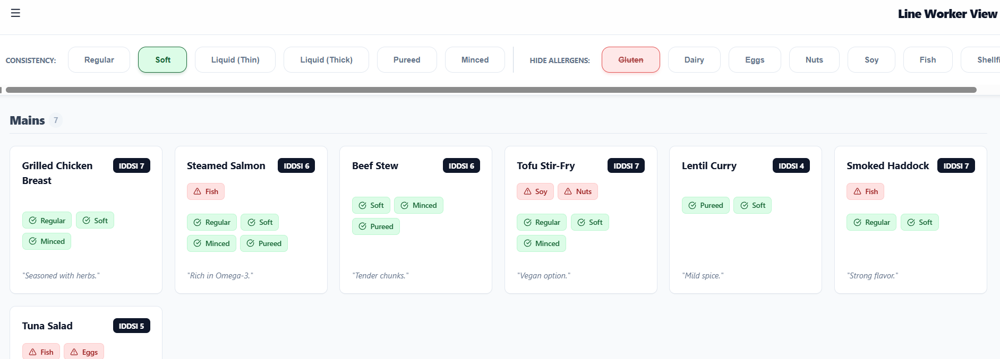 Line Worker View
CONSISTENCY: Regular Soft Liquid (Thin) Liquid (Thick) Pureed Minced HIDE ALLERGENS: Gluten Dairy Eggs Nuts Soy Fish Shellfi
Mains 7
Grilled Chicken Breast
IDDSI 7
Regular Soft
Minced
"Seasoned with herbs."
Steamed Salmon IDDSI 6
Fish
Regular Soft
Minced Pureed
"Rich in Omega-3."
Beef Stew IDDSI 6
Soft Minced
Pureed
"Tender chunks."
Tofu Stir-Fry IDDSI 7
Soy Nuts
Regular Soft
Minced
"Vegan option."
Lentil Curry IDDSI 4
Pureed Soft
"Mild spice."
Smoked Haddock IDDSI 7
Fish
Regular Soft
"Strong flavor."
Tuna Salad IDDSI 5
Fish Eggs